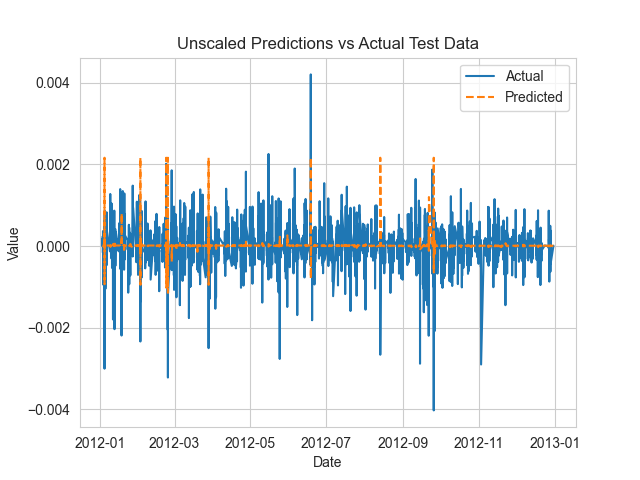 Unscaled Predictions vs Actual Test Data
Actual
Predicted
0.004
0.002
0.000
−0.002
−0.004
Value
2012-01
2012-03
2012-05
2012-07
2012-09
2012-11
2013-01
Date